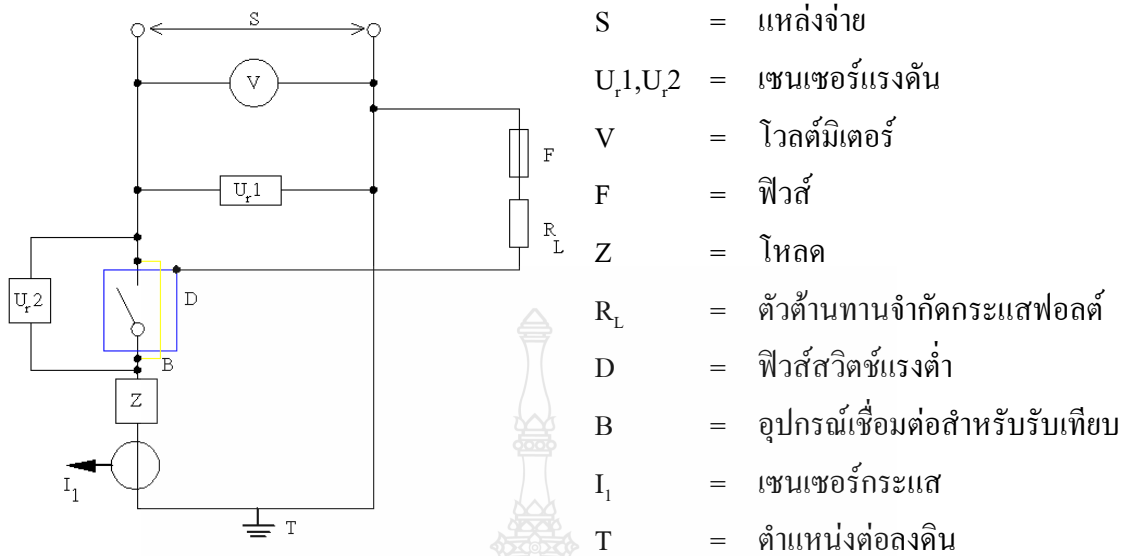 S
V
F
U_r1
R_L
U_r2
D
B
Z
I_1
T
S = แหล่งจ่าย
U_r1,U_r2 = เซนเซอร์แรงดัน
V = โวลต์มิเตอร์
F = ฟิวส์
Z = โหลด
R_L = ตัวต้านทานจำกัดกระแสฟอลต์
D = ฟิวส์สวิตช์แรงต่ำ
B = อุปกรณ์เชื่อมต่อสำหรับรับเทียบ
I_1 = เซนเซอร์กระแส
T = ตำแหน่งต่อลงดิน